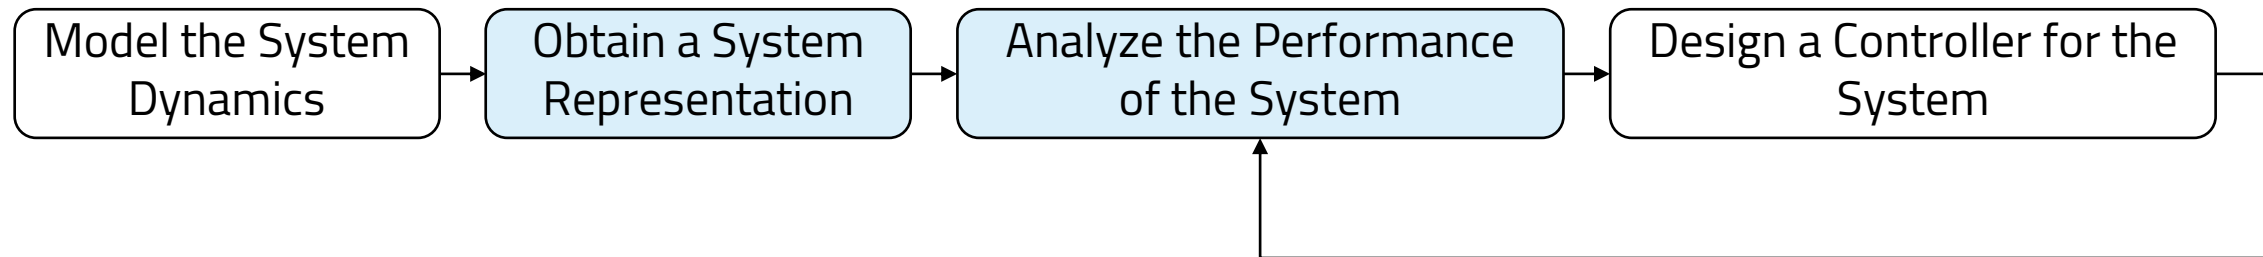 Model the System
Dynamics
Obtain a System
Representation
Analyze the Performance
of the System
Design a Controller for the
System